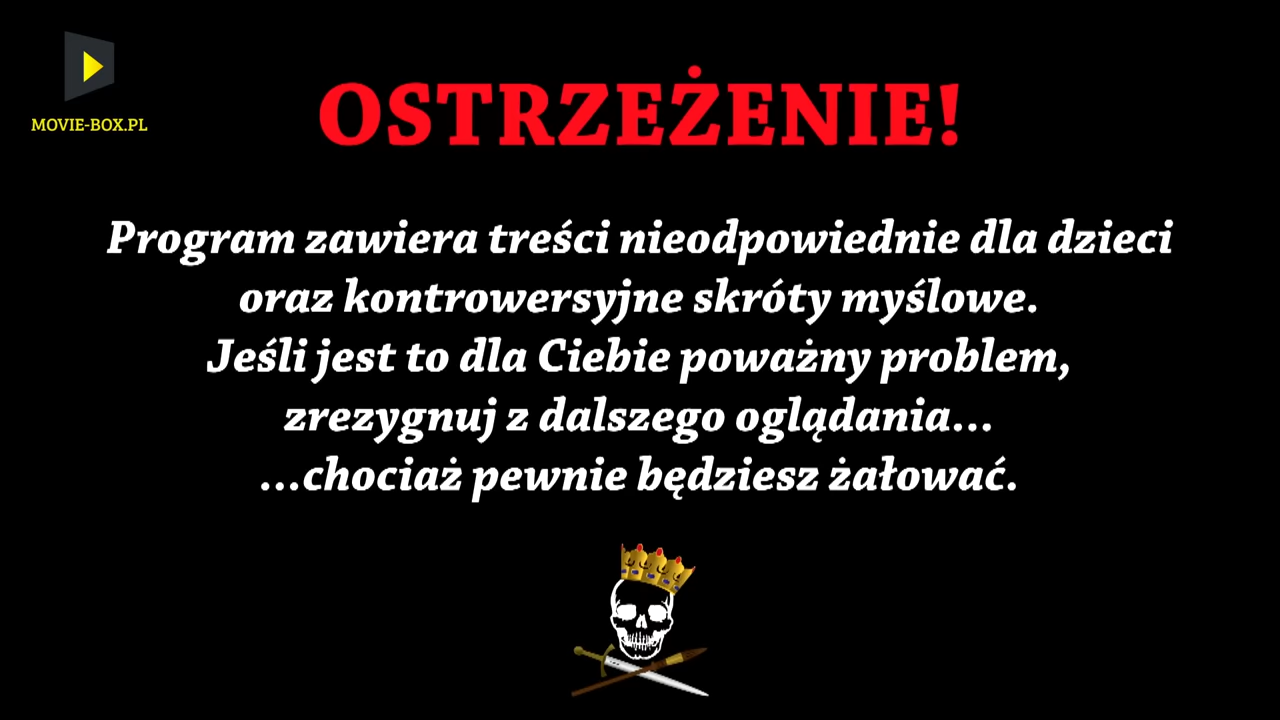 MOVIE-BOX.PL
OSTRZEŻENIE!
Program zawiera treści nieodpowiednie dla dzieci
oraz kontrowersyjne skróty myślowe.
Jeśli jest to dla Ciebie poważny problem,
zrezygnuj z dalszego oglądania...
...chociaż pewnie będziesz żałować.